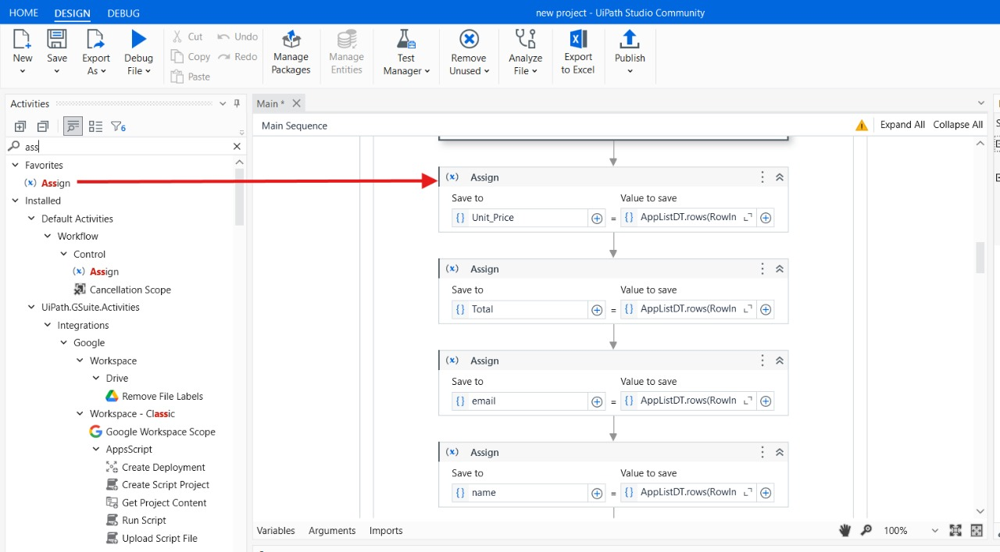 HOME DESIGN DEBUG
new project - UiPath Studio Community
New
Save
Export As
Debug File
Cut
Copy
Paste
Undo
Redo
Manage Packages
Manage Entities
Test Manager
Remove Unused
Analyze File
Export to Excel
Publish
Activities
6
ass
Favorites
Assign
Installed
Default Activities
Workflow
Control
Assign
Cancellation Scope
UiPath.GSuite.Activities
Integrations
Google
Workspace
Drive
Remove File Labels
Workspace - Classic
Google Workspace Scope
AppsScript
Create Deployment
Create Script Project
Get Project Content
Run Script
Upload Script File
Main *
Main Sequence
Expand All Collapse All
(x) Assign
Save to Value to save
{} Unit_Price = {} AppListDT.rows(RowIn
(x) Assign
Save to Value to save
{} Total = {} AppListDT.rows(RowIn
(x) Assign
Save to Value to save
{} email = {} AppListDT.rows(RowIn
(x) Assign
Save to Value to save
{} name = {} AppListDT.rows(RowIn
Variables Arguments Imports
100%